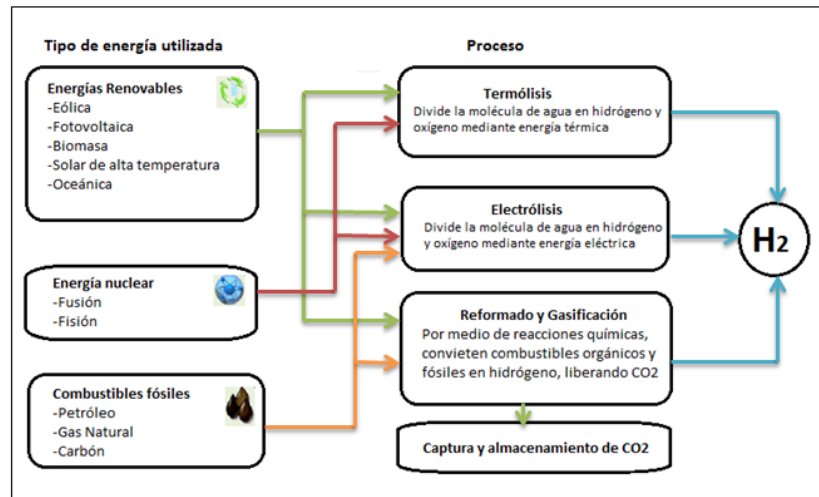 Tipo de energía utilizada
Energías Renovables
-Eólica
-Fotovoltaica
-Biomasa
-Solar de alta temperatura
-Oceánica
Energía nuclear
-Fusión
-Fisión
Combustibles fósiles
-Petróleo
-Gas Natural
-Carbón
Proceso
Termólisis
Divide la molécula de agua en hidrógeno y
oxígeno mediante energía térmica
Electrólisis
Divide la molécula de agua en hidrógeno
y oxígeno mediante energía eléctrica
Reformado y Gasificación
Por medio de reacciones químicas,
convieten combustibles orgánicos y
fósiles en hidrógeno, liberando CO2
Captura y almacenamiento de CO2
H2